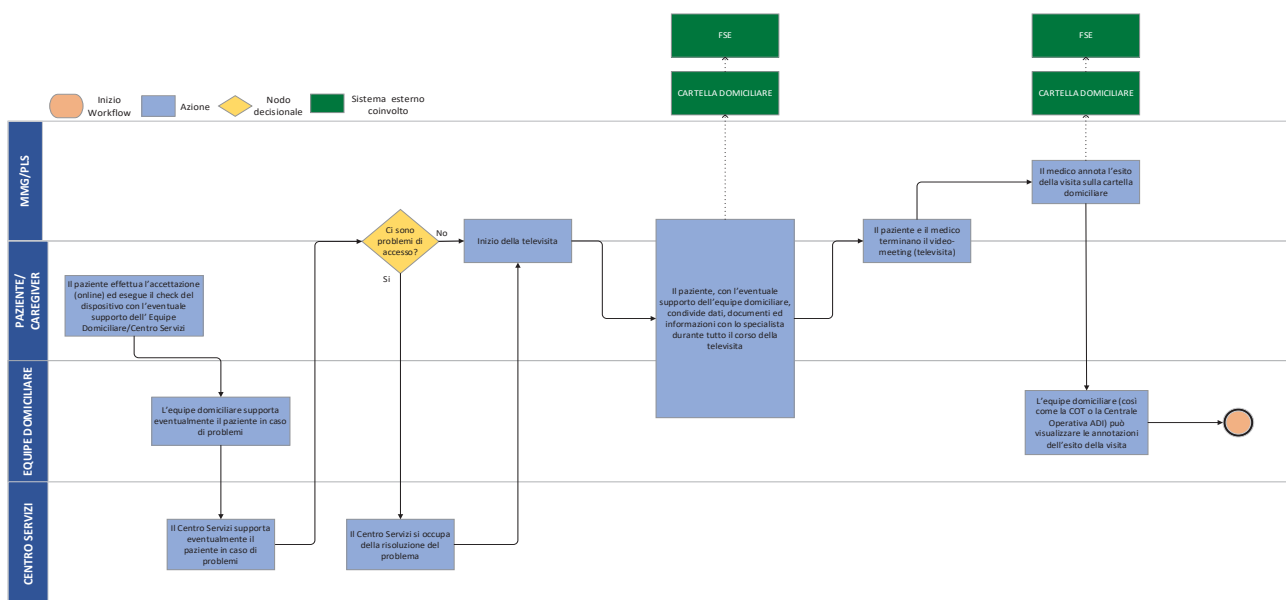 FSE
FSE
CARTELLA DOMICILIARE
CARTELLA DOMICILIARE
Inizio
Workflow
Azione
Nodo
decisionale
Sistema esterno
coinvolto
MMG/PLS
Il medico annota l'esito
della visita sulla cartella
domiciliare
Ci sono
problemi di
accesso?
No
Si
Inizio della televisita
Il paziente e il medico
terminano il video-
meeting (televisita)
PAZIENTE/
CAREGIVER
Il paziente effettua l'accettazione
(online) ed esegue il check del
dispositivo con l'eventuale
supporto dell' Equipe
Domiciliare/Centro Servizi
Il paziente, con l'eventuale
supporto dell'equipe domiciliare,
condivide dati, documenti ed
informazioni con lo specialista
durante tutto il corso della
televisita
EQUIPE DOMICILIARE
L'equipe domiciliare supporta
eventualmente il paziente in caso
di problemi
L'equipe domiciliare (così
come la COT o la Centrale
Operativa ADI) può
visualizzare le annotazioni
dell'esito della visita
CENTRO SERVIZI
Il Centro Servizi supporta
eventualmente il
paziente in caso di
problemi
Il Centro Servizi si occupa
della risoluzione del
problema